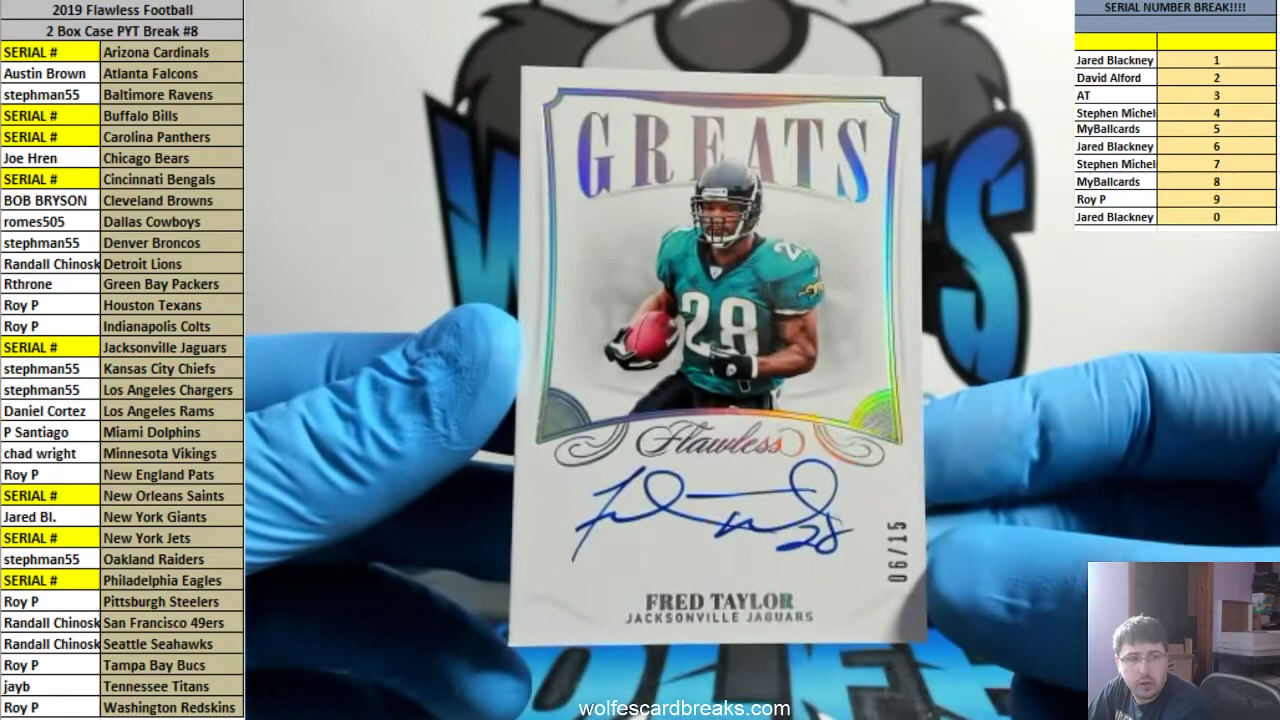 2019 Flawless Football
2 Box Case PYT Break #8
SERIAL # Arizona Cardinals
Austin Brown Atlanta Falcons
stephman55 Baltimore Ravens
SERIAL # Buffalo Bills
SERIAL # Carolina Panthers
Joe Hren Chicago Bears
SERIAL # Cincinnati Bengals
BOB BRYSON Cleveland Browns
romes505 Dallas Cowboys
stephman55 Denver Broncos
Randall Chinosk Detroit Lions
Rthrone Green Bay Packers
Roy P Houston Texans
Roy P Indianapolis Colts
SERIAL # Jacksonville Jaguars
stephman55 Kansas City Chiefs
stephman55 Los Angeles Chargers
Daniel Cortez Los Angeles Rams
P Santiago Miami Dolphins
chad wright Minnesota Vikings
Roy P New England Pats
SERIAL # New Orleans Saints
Jared Bl. New York Giants
SERIAL # New York Jets
stephman55 Oakland Raiders
SERIAL # Philadelphia Eagles
Roy P Pittsburgh Steelers
Randall Chinosk San Francisco 49ers
Randall Chinosk Seattle Seahawks
Roy P Tampa Bay Bucs
jayb Tennessee Titans
Roy P Washington Redskins
GREATS
28
28
Flawless
28
06/15
FRED TAYLOR
JACKSONVILLE JAGUARS
wolfescardbreaks.com
SERIAL NUMBER BREAK!!!!
Jared Blackney 1
David Alford 2
AT 3
Stephen Michel 4
MyBallcards 5
Jared Blackney 6
Stephen Michel 7
MyBallcards 8
Roy P 9
Jared Blackney 0